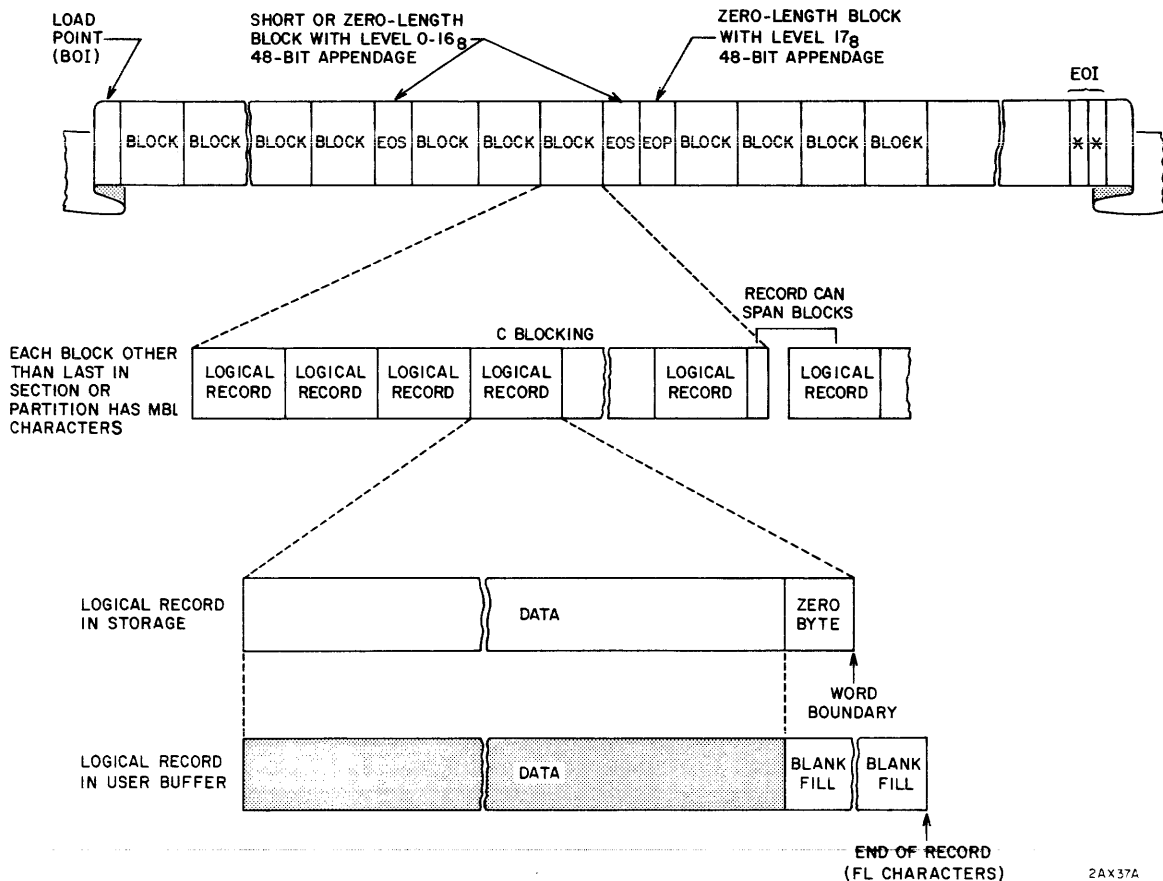 LOAD
POINT
(BOI)
SHORT OR ZERO-LENGTH
BLOCK WITH LEVEL 0-16₈
48-BIT APPENDAGE
ZERO-LENGTH BLOCK
WITH LEVEL 17₈
48-BIT APPENDAGE
EOI
BLOCK BLOCK BLOCK BLOCK EOS BLOCK BLOCK BLOCK EOS EOP BLOCK BLOCK BLOCK BLOCK * *
RECORD CAN
SPAN BLOCKS
C BLOCKING
EACH BLOCK OTHER
THAN LAST IN
SECTION OR
PARTITION HAS MBL
CHARACTERS
LOGICAL RECORD
LOGICAL RECORD
LOGICAL RECORD
LOGICAL RECORD
LOGICAL RECORD
LOGICAL RECORD
LOGICAL RECORD
IN STORAGE
DATA
ZERO
BYTE
WORD
BOUNDARY
LOGICAL RECORD
IN USER BUFFER
DATA
BLANK
FILL
BLANK
FILL
END OF RECORD
(FL CHARACTERS)
2AX37A